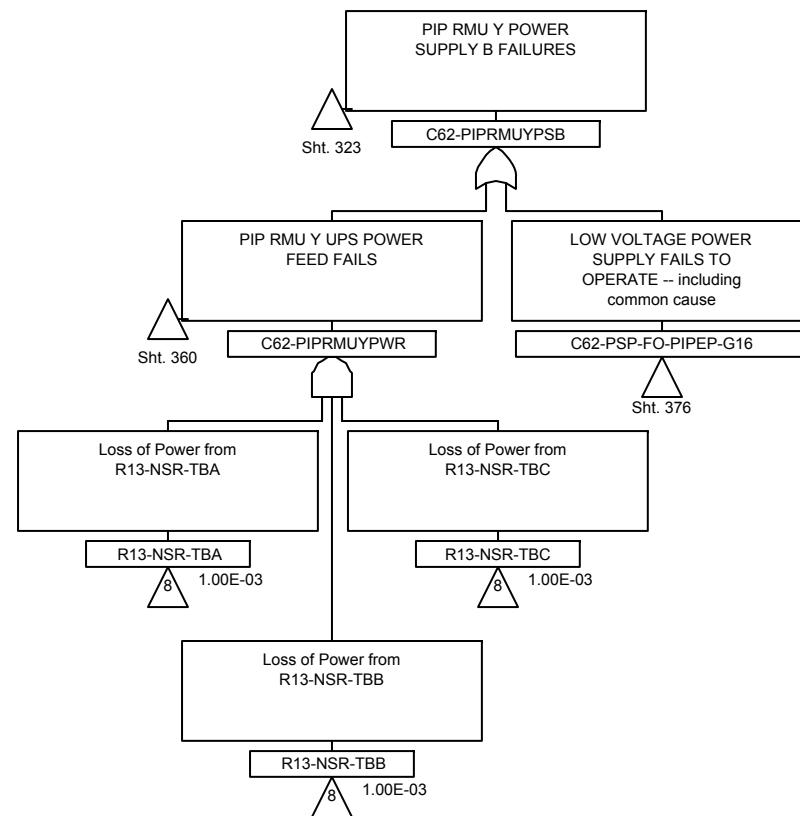 PIP RMU Y POWER
SUPPLY B FAILURES
C62-PIPRMUYPSB
Sht. 323
PIP RMU Y UPS POWER
FEED FAILS
C62-PIPRMUYPWR
Sht. 360
LOW VOLTAGE POWER
SUPPLY FAILS TO
OPERATE -- including
common cause
C62-PSP-FO-PIPEP-G16
Sht. 376
Loss of Power from
R13-NSR-TBA
R13-NSR-TBA
8
1.00E-03
Loss of Power from
R13-NSR-TBC
R13-NSR-TBC
8
1.00E-03
Loss of Power from
R13-NSR-TBB
R13-NSR-TBB
8
1.00E-03